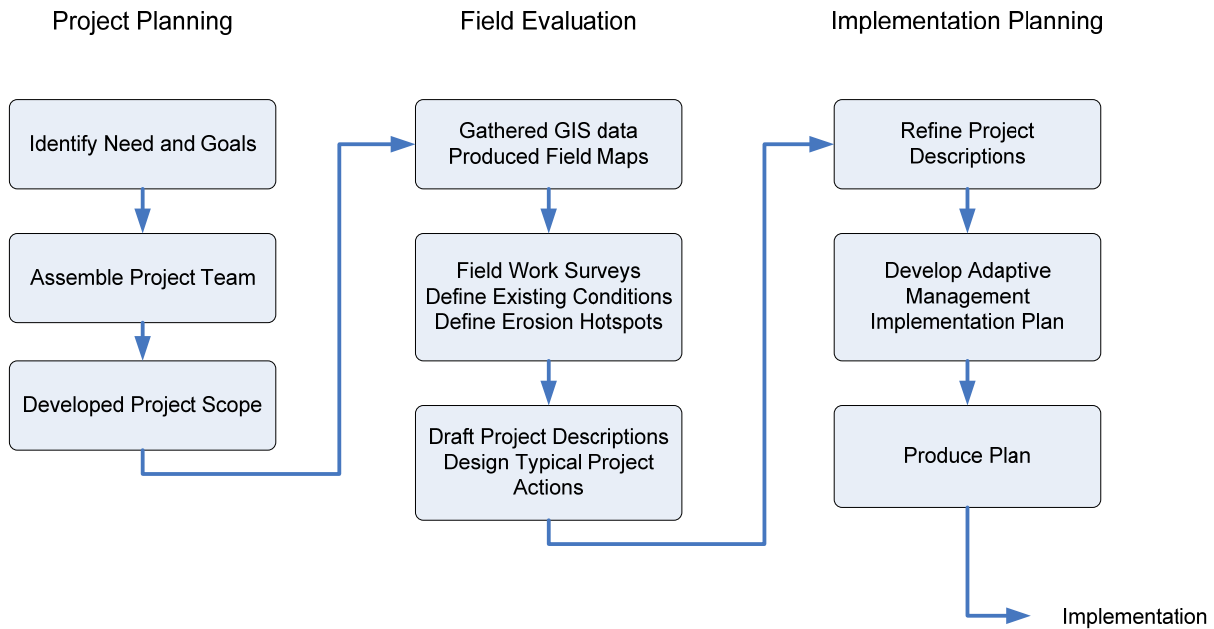 Project Planning
Identify Need and Goals
Assemble Project Team
Developed Project Scope
Field Evaluation
Gathered GIS data
Produced Field Maps
Field Work Surveys
Define Existing Conditions
Define Erosion Hotspots
Draft Project Descriptions
Design Typical Project
Actions
Implementation Planning
Refine Project
Descriptions
Develop Adaptive
Management
Implementation Plan
Produce Plan
Implementation